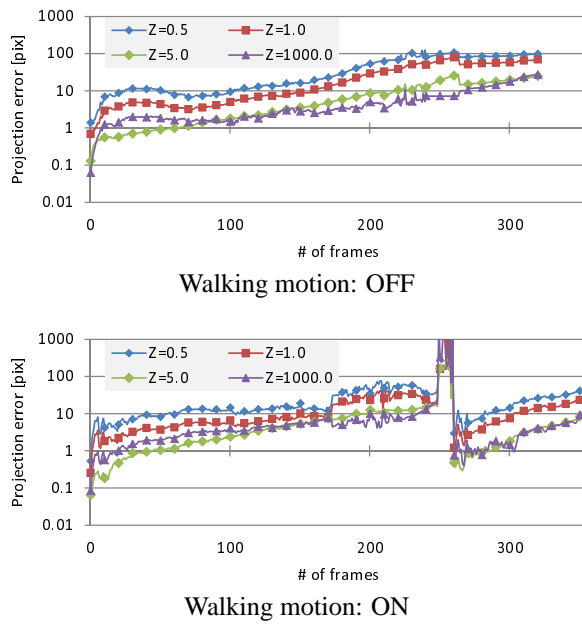 1000
100
10
1
0.1
0.01
Projection error [pix]
Z=0.5 Z=1.0
Z=5.0 Z=1000.0
0 100 200 300
# of frames
Walking motion: OFF
1000
100
10
1
0.1
0.01
Projection error [pix]
Z=0.5 Z=1.0
Z=5.0 Z=1000.0
0 100 200 300
# of frames
Walking motion: ON